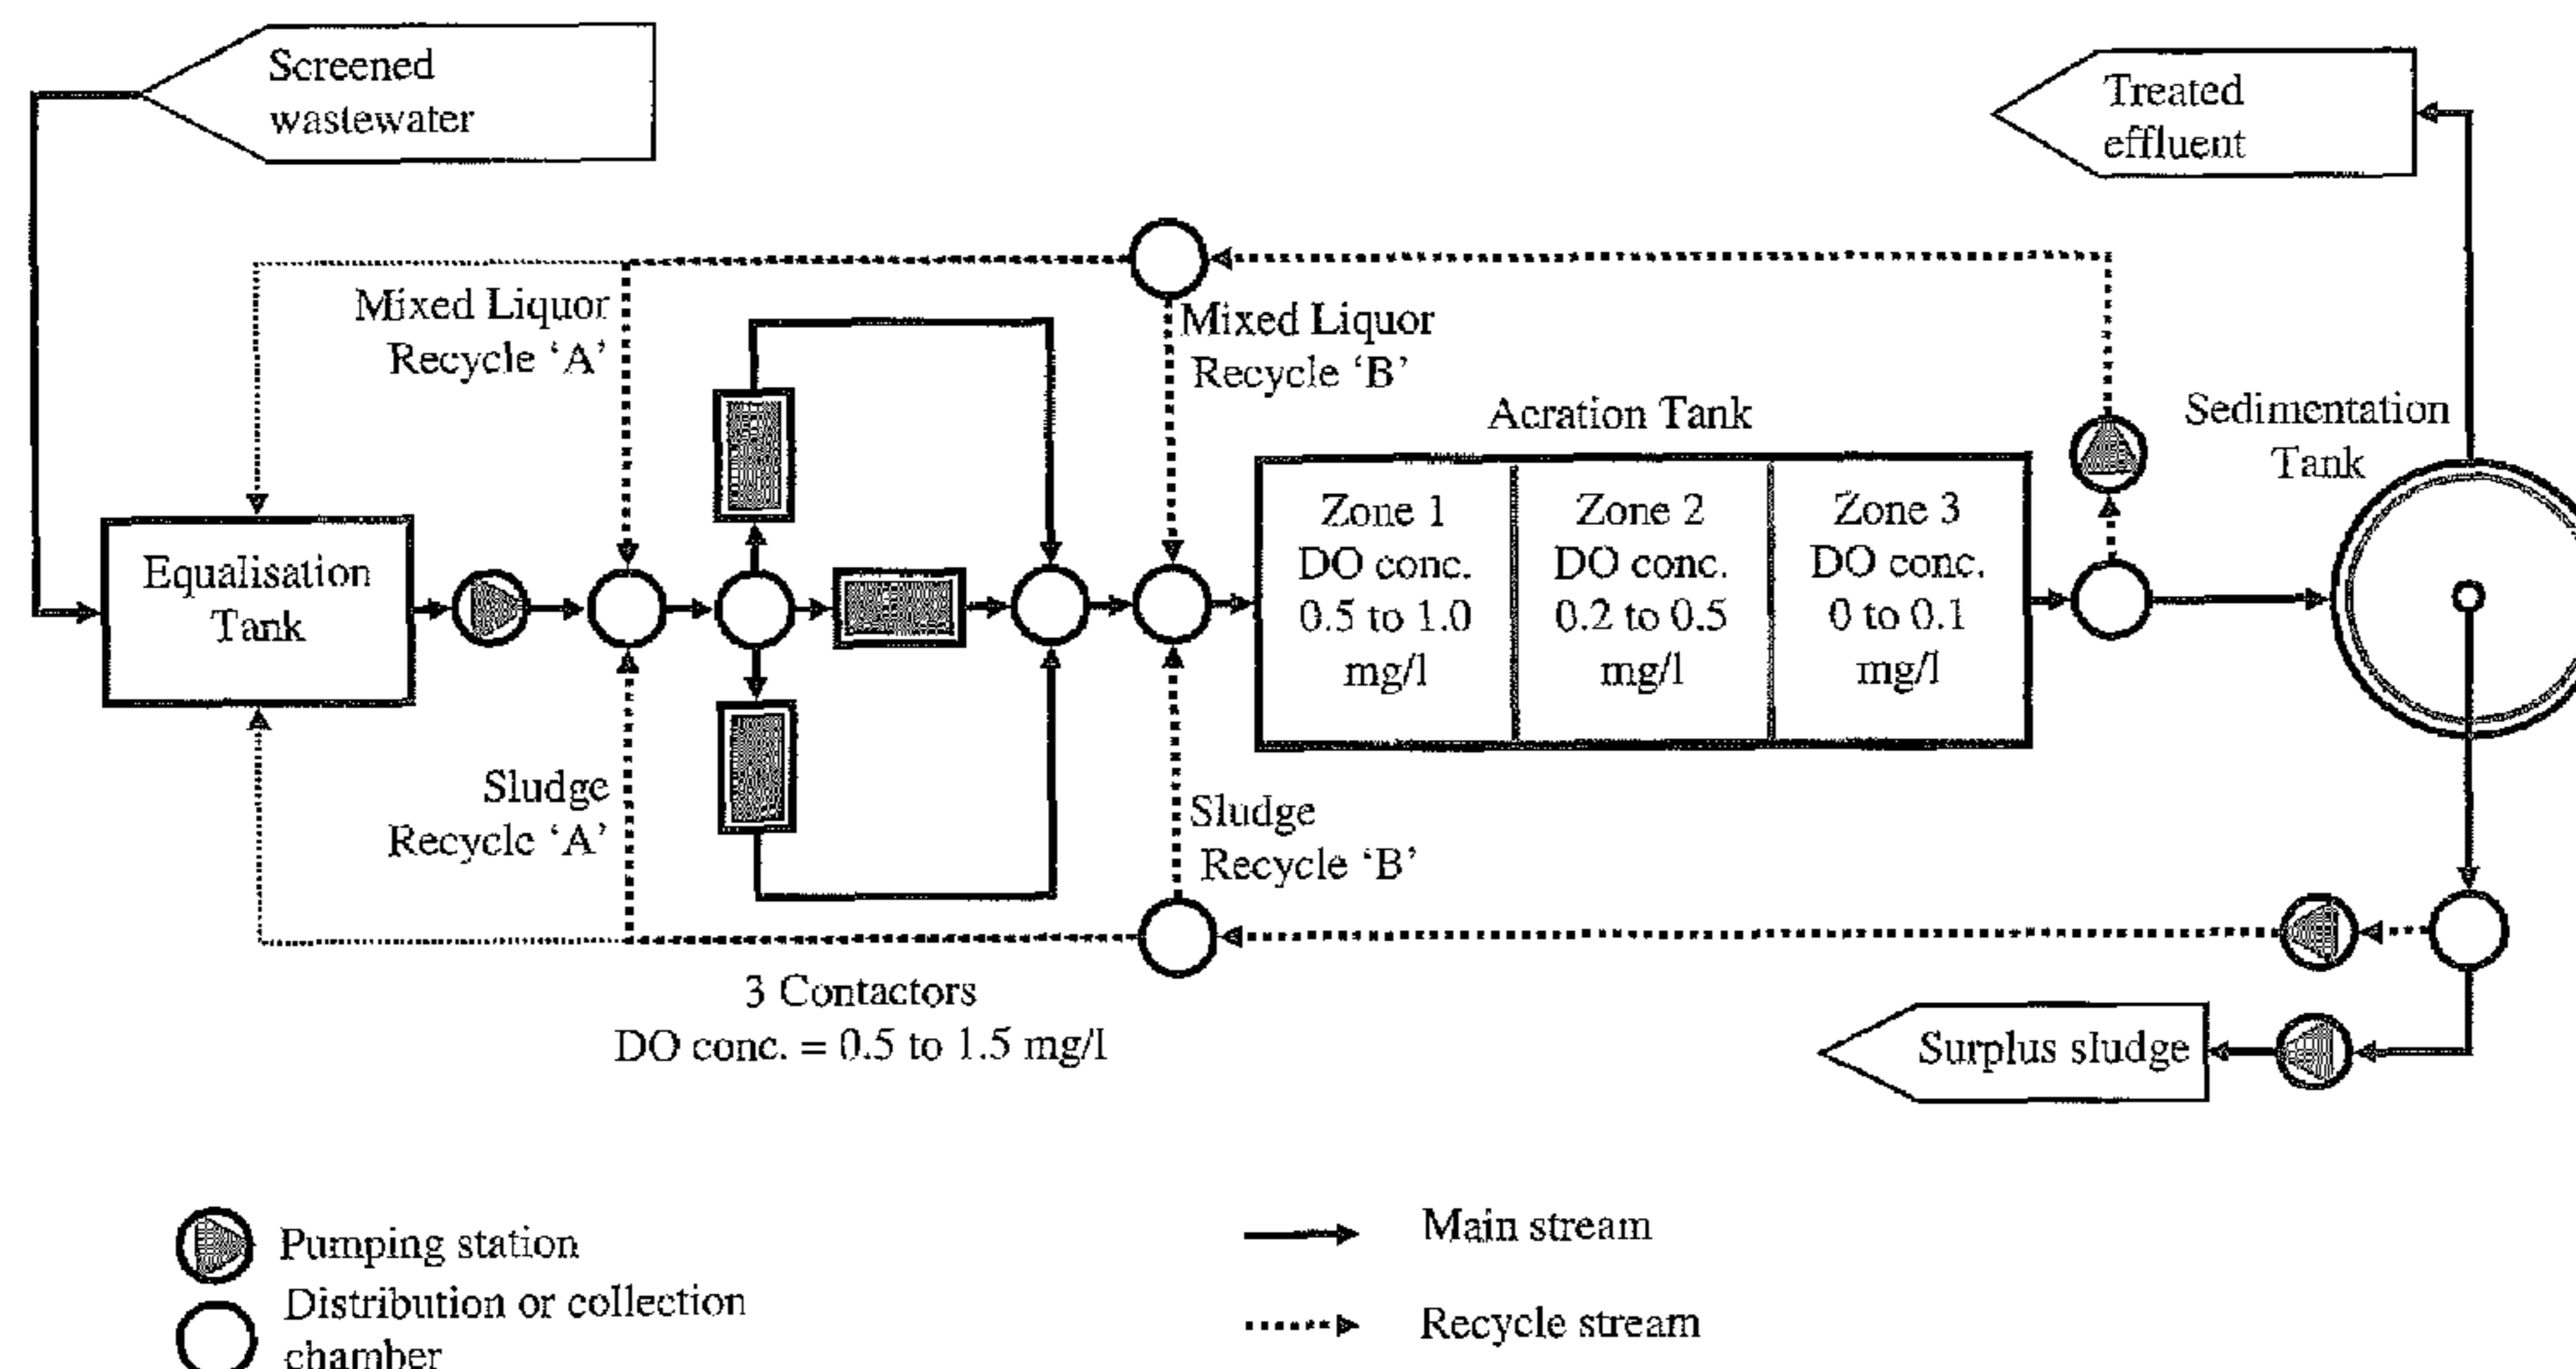 Screened
wastewater
Treated
effluent
Mixed Liquor
Recycle ‘A’
Mixed Liquor
Recycle ‘B’
Aeration Tank
Sedimentation
Tank
Equalisation
Tank
Zone 1
DO conc.
0.5 to 1.0
mg/l
Zone 2
DO conc.
0.2 to 0.5
mg/l
Zone 3
DO conc.
0 to 0.1
mg/l
Sludge
Recycle ‘A’
Sludge
Recycle ‘B’
3 Contactors
DO conc. = 0.5 to 1.5 mg/l
Surplus sludge
Pumping station
Distribution or collection
chamber
Main stream
Recycle stream